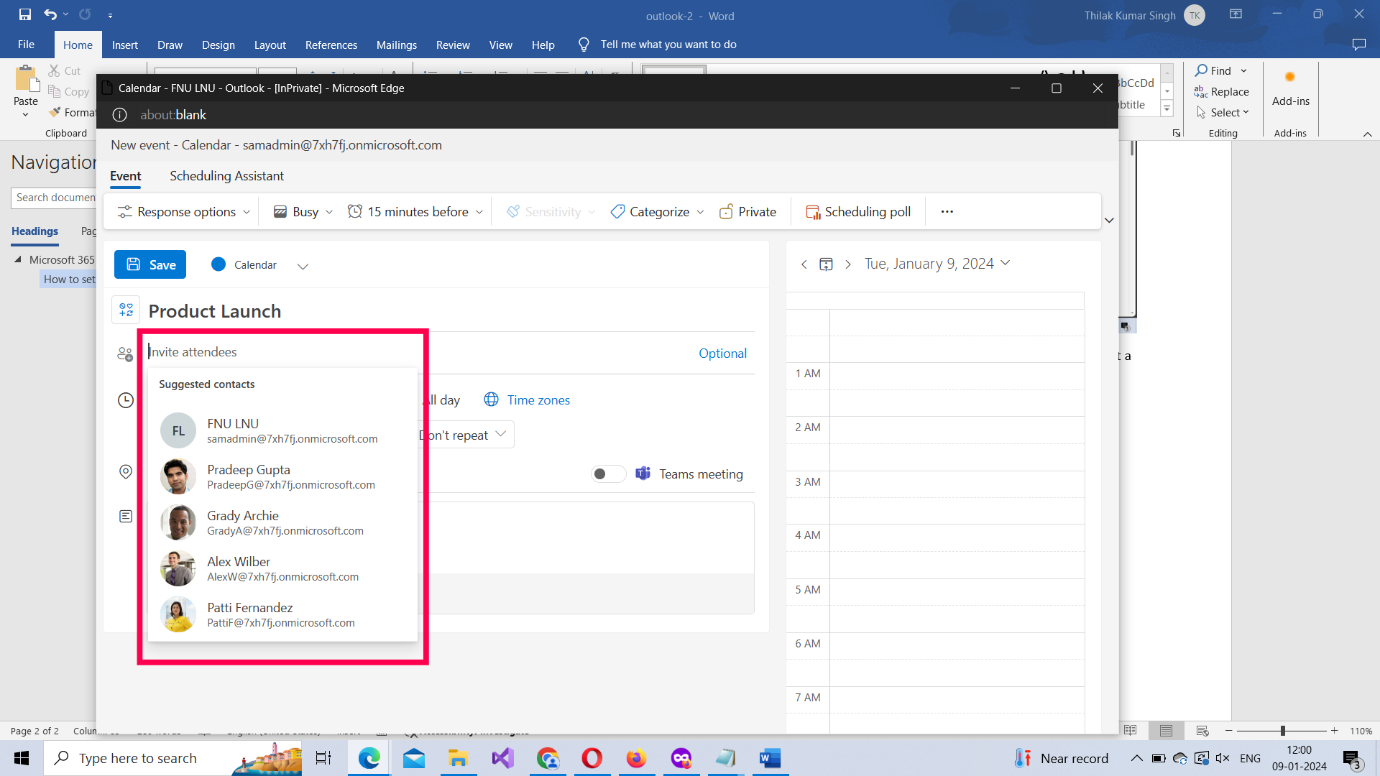 outlook-2 - Word
Thilak Kumar Singh
TK
File
Home
Insert
Draw
Design
Layout
References
Mailings
Review
View
Help
Tell me what you want to do
Paste
Cut
Copy
Format
Clipboard
BbCcDd
Find
Replace
Select
Editing
Add-ins
Add-ins
Navigation
Search documen
Headings
Pag
Microsoft 365
How to set
Calendar - FNU LNU - Outlook - [InPrivate] - Microsoft Edge
about:blank
New event - Calendar - samadmin@7xh7fj.onmicrosoft.com
Event
Scheduling Assistant
Response options
Busy
15 minutes before
Sensitivity
Categorize
Private
Scheduling poll
Save
Calendar
Product Launch
Invite attendees
Optional
Suggested contacts
FNU LNU
samadmin@7xh7fj.onmicrosoft.com
FL
Pradeep Gupta
PradeepG@7xh7fj.onmicrosoft.com
Grady Archie
GradyA@7xh7fj.onmicrosoft.com
Alex Wilber
AlexW@7xh7fj.onmicrosoft.com
Patti Fernandez
PattiF@7xh7fj.onmicrosoft.com
All day
Time zones
Don't repeat
Teams meeting
Tue, January 9, 2024
1 AM
2 AM
3 AM
4 AM
5 AM
6 AM
7 AM
t a
Page 2 of 2
110%
Type here to search
Near record
ENG
12:00
09-01-2024
3